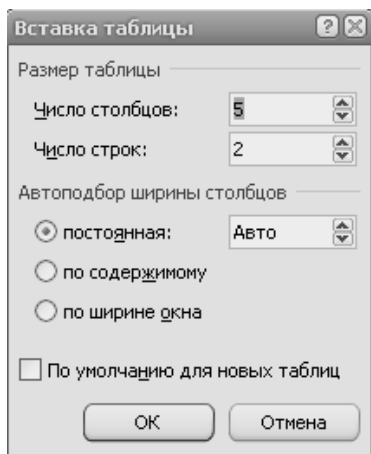 Вставка таблицы
Размер таблицы
Число столбцов: 5
Число строк: 2
Автоподбор ширины столбцов
постоянная: Авто
по содержимому
по ширине окна
По умолчанию для новых таблиц
ОК Отмена